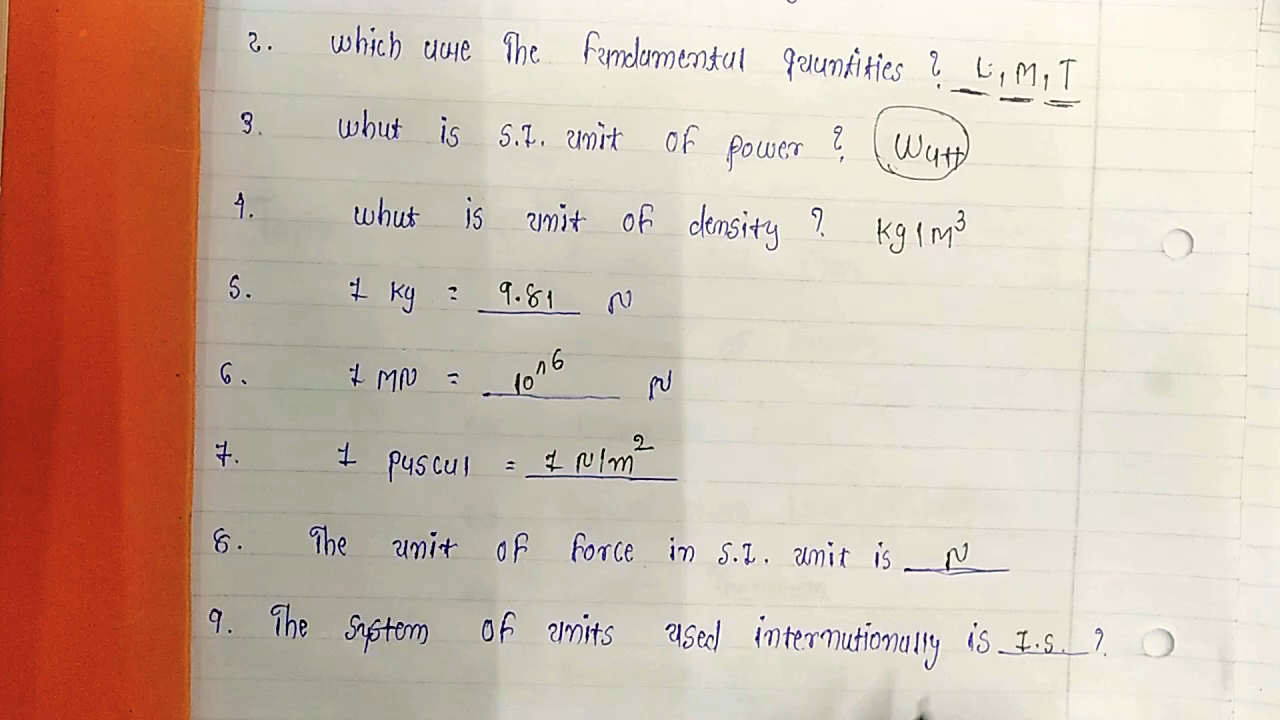 2. which are the fundamental quantities ? L, M, T
3. what is S.I. unit of power ? Watt
4. what is unit of density ? kg/m³
5. 1 kg = 9.81 N
6. 1 MN = 10^6 N
7. 1 pascal = 1 N/m²
8. The unit of force in S.I. unit is N
9. The system of units used internationally is I.S. ?